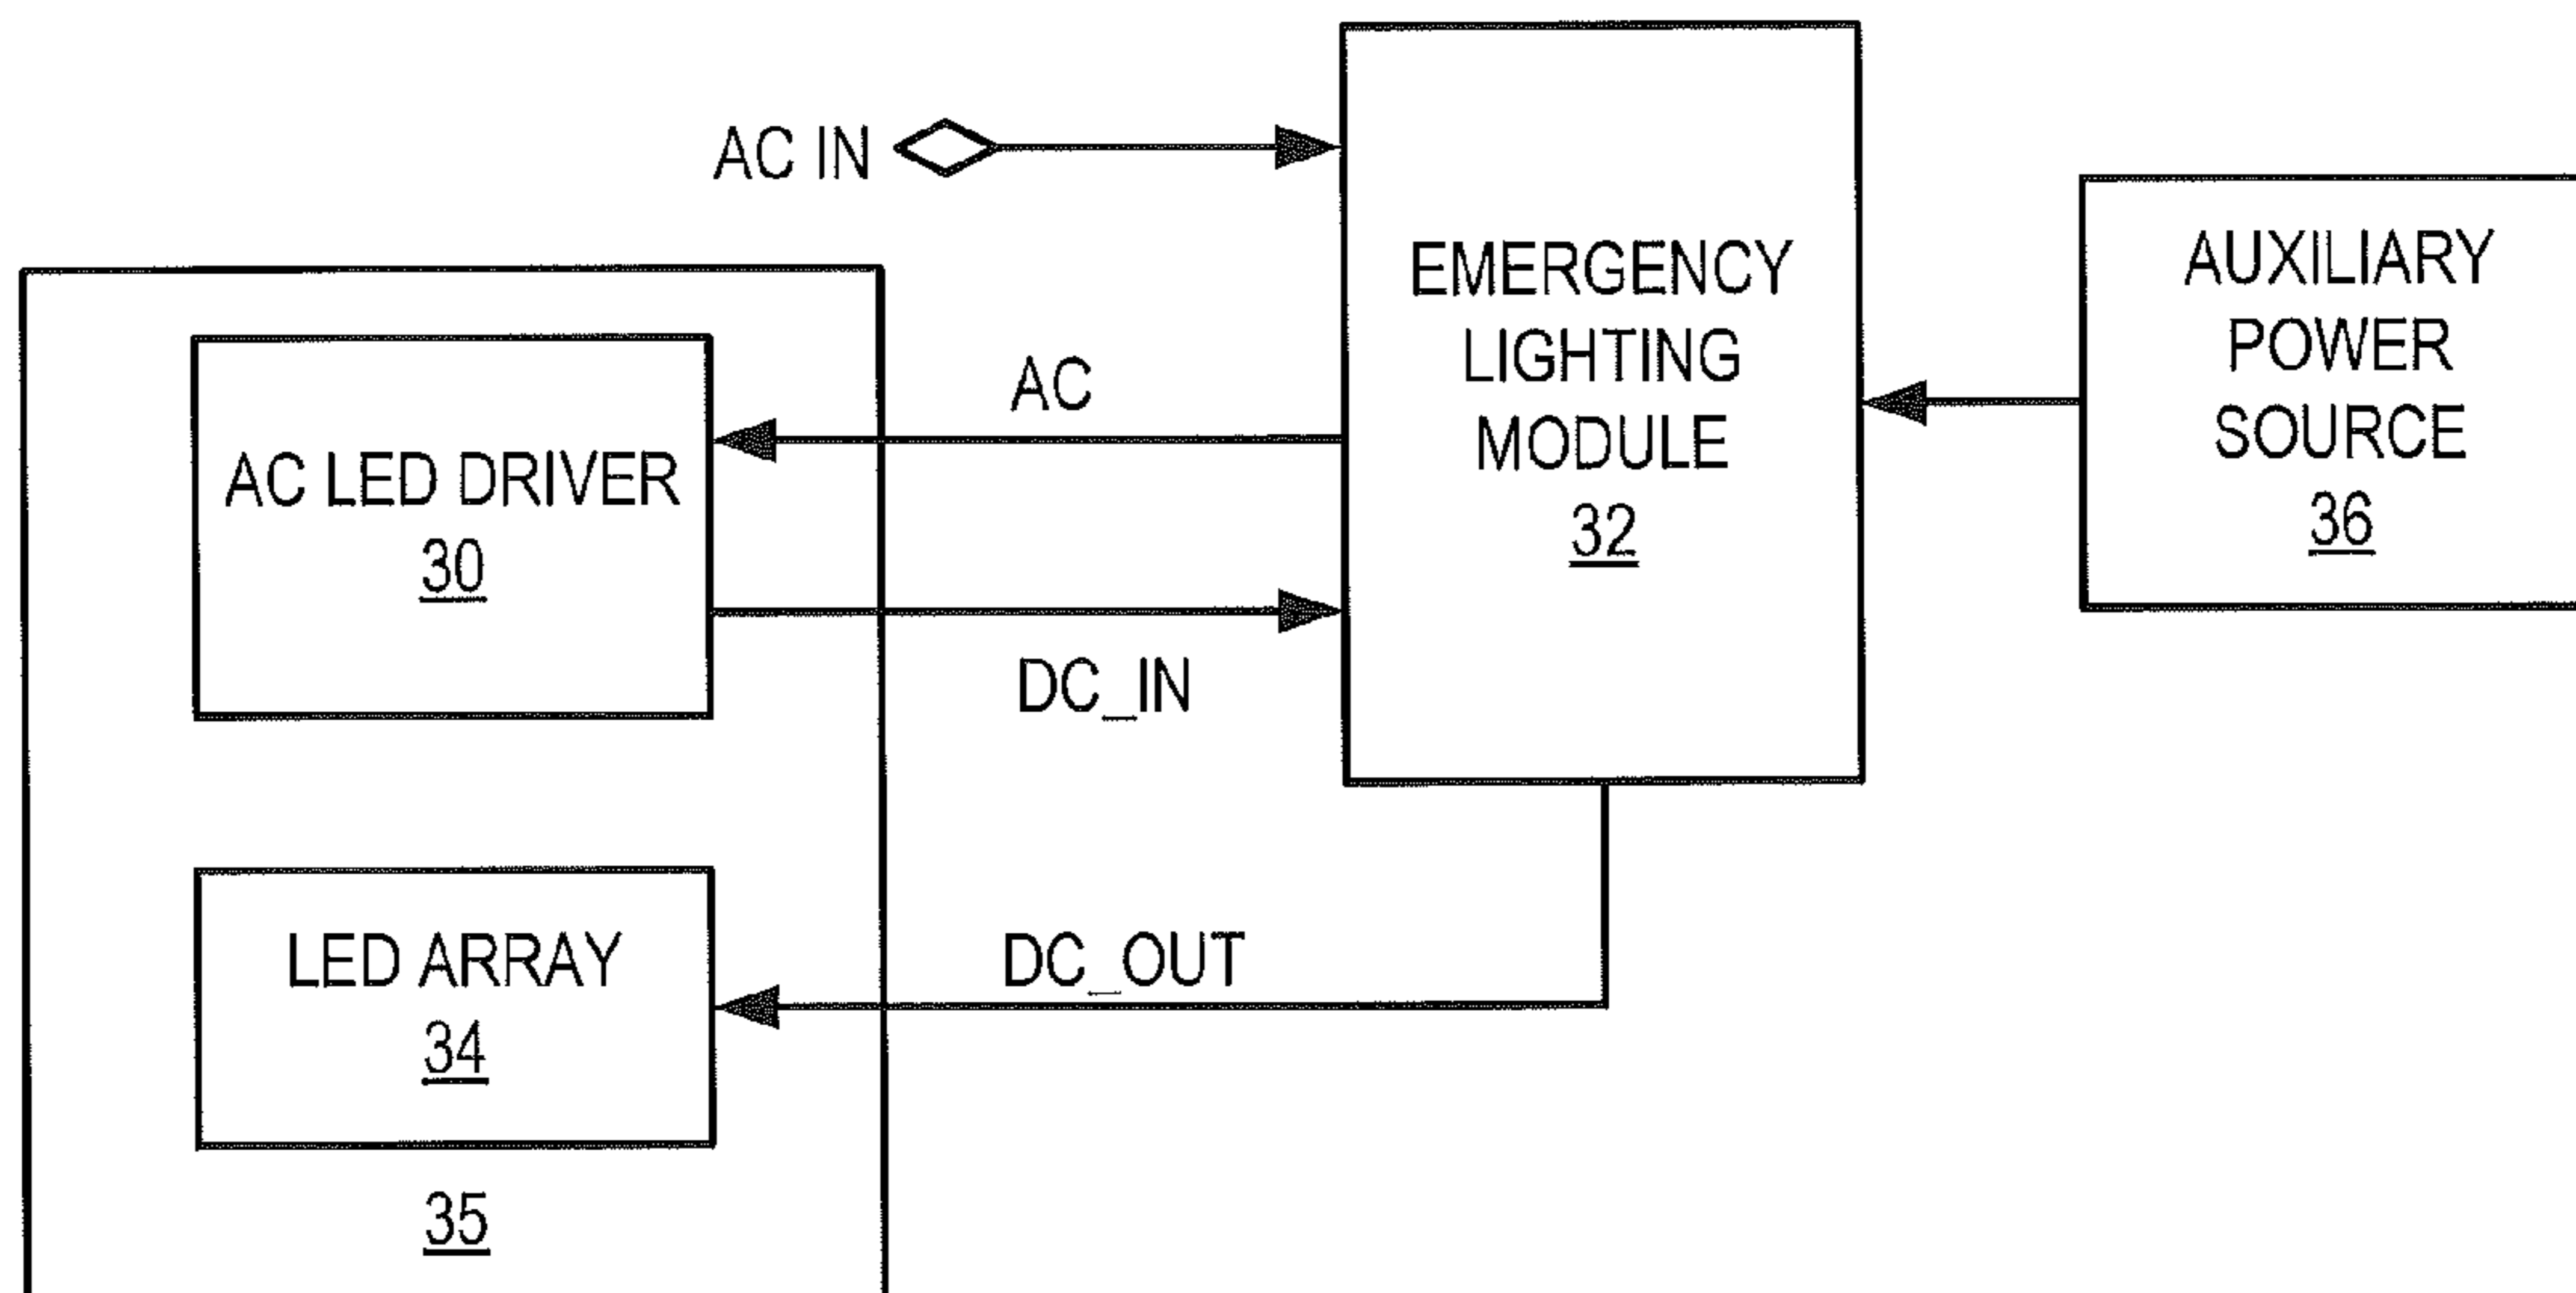 AC IN
EMERGENCY
LIGHTING
MODULE
32
AUXILIARY
POWER
SOURCE
36
AC
AC LED DRIVER
30
DC_IN
LED ARRAY
34
DC_OUT
35